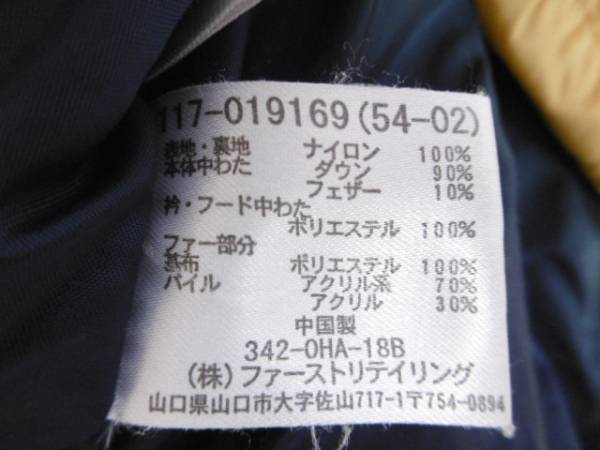 117-019169(54-02)
表地・裏地 ナイロン 100%
本体中わた ダウン 90%
フェザー 10%
衿・フード中わた
ポリエステル 100%
ファー部分
基布 ポリエステル 100%
パイル アクリル系 70%
アクリル 30%
中国製
342-0HA-18B
(株)ファーストリテイリング
山口県山口市大字佐山717-1〒754-0894